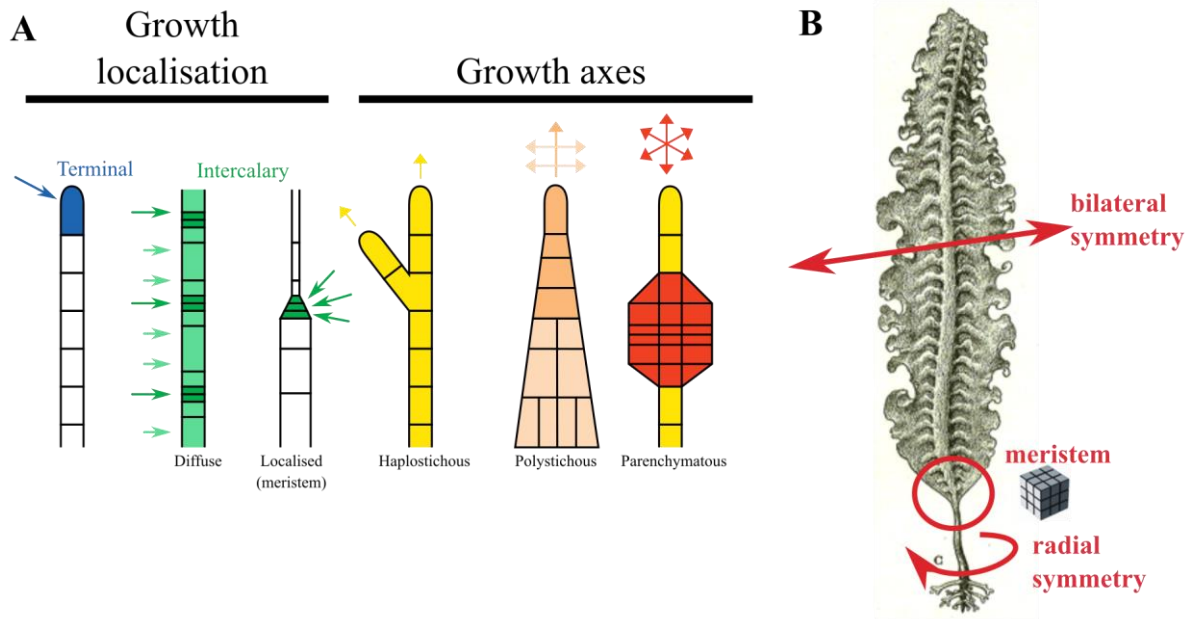 A
Growth
localisation
Growth axes
Terminal
Intercalary
Diffuse
Localised
(meristem)
Haplostichous
Polystichous
Parenchymatous
B
bilateral
symmetry
meristem
radial
symmetry
G